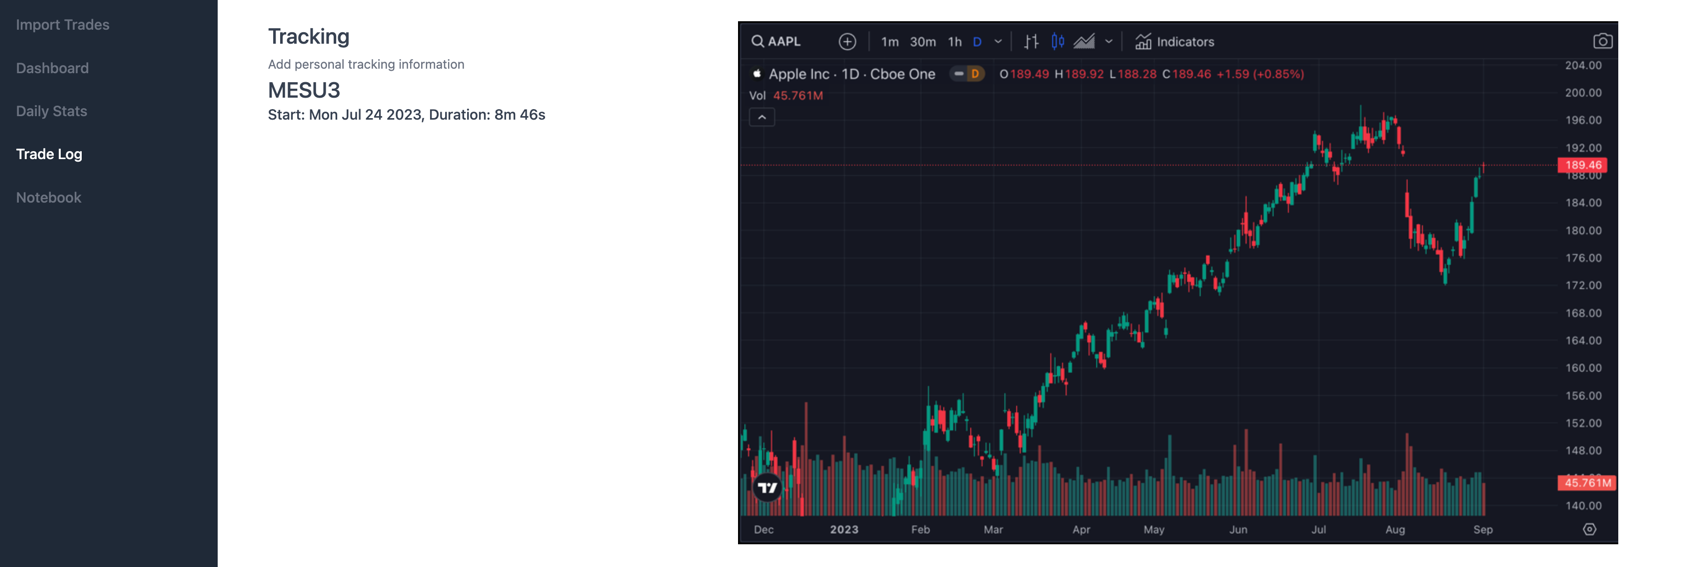 Import Trades
Dashboard
Daily Stats
Trade Log
Notebook
Tracking
Add personal tracking information
MESU3
Start: Mon Jul 24 2023, Duration: 8m 46s
AAPL 1m 30m 1h D Indicators
Apple Inc · 1D · Cboe One D O189.49 H189.92 L188.28 C189.46 +1.59 (+0.85%)
Vol 45.761M
204.00
200.00
196.00
192.00
189.46
188.00
184.00
180.00
176.00
172.00
168.00
164.00
160.00
156.00
152.00
148.00
144.00
45.761M
140.00
Dec 2023 Feb Mar Apr May Jun Jul Aug Sep